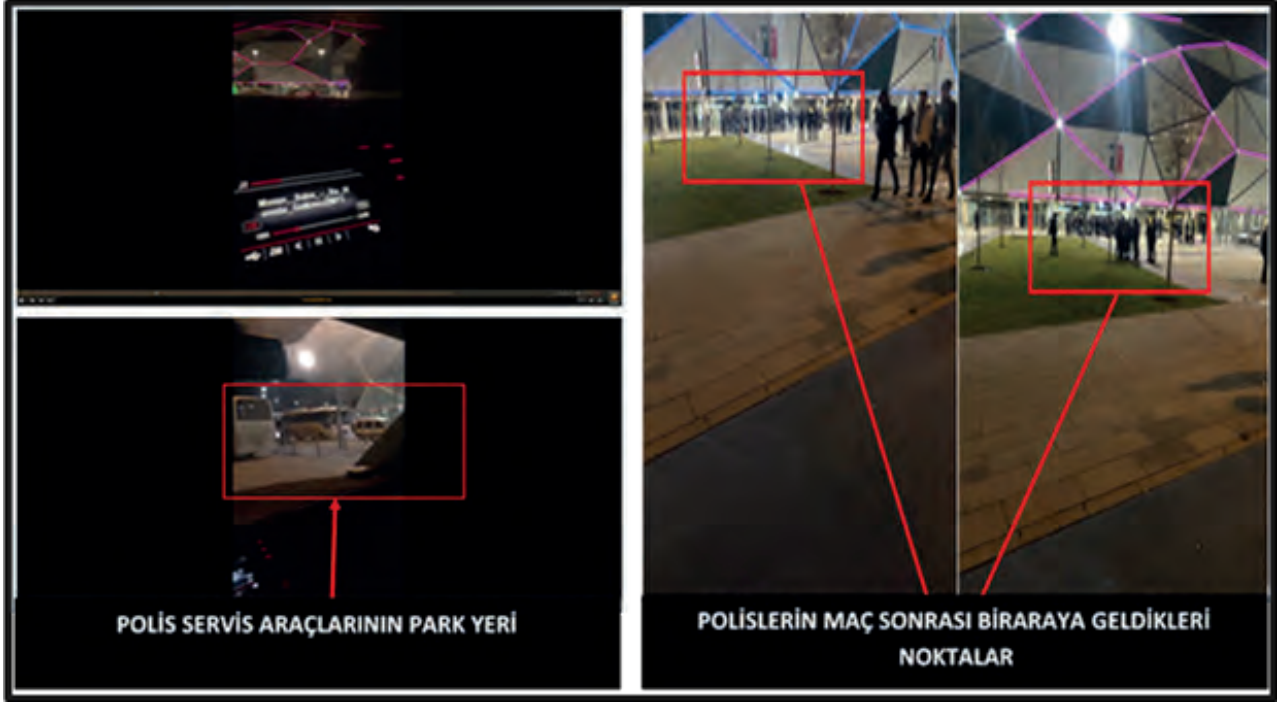 POLİS SERVİS ARAÇLARININ PARK YERİ
POLİSLERİN MAÇ SONRASI BİRARAYA GELDİKLERİ
NOKTALAR